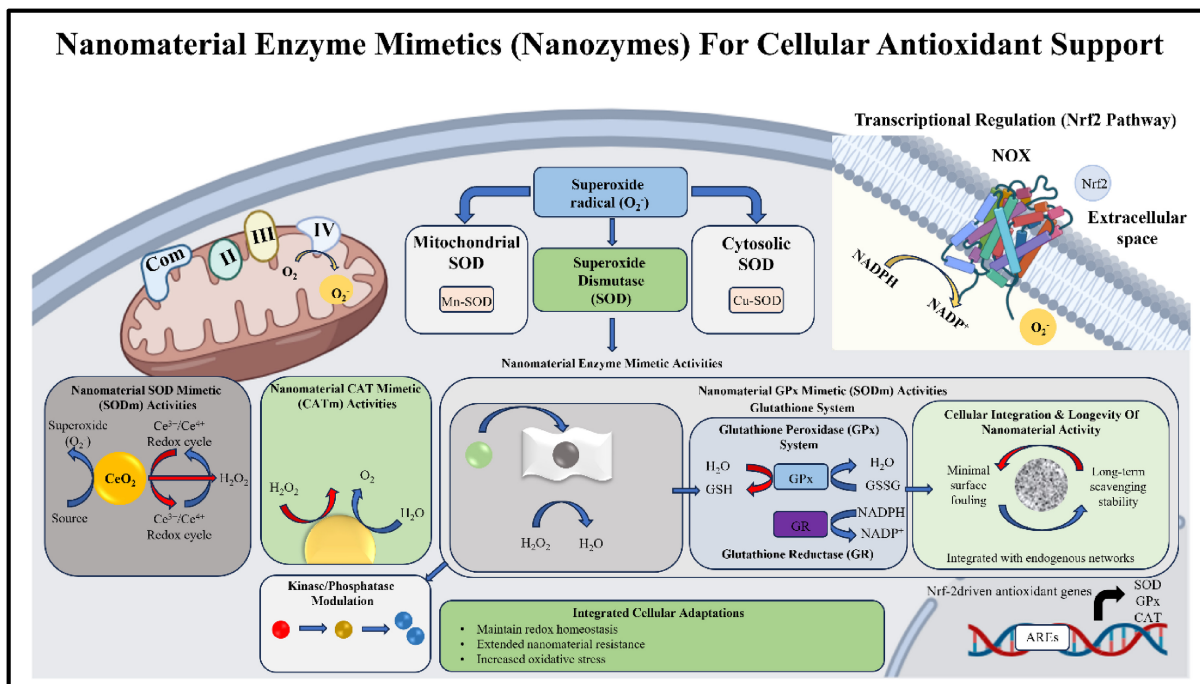 Nanomaterial Enzyme Mimetics (Nanozymes) For Cellular Antioxidant Support
Transcriptional Regulation (Nrf2 Pathway)
NOX
Nrf2
Extracellular
space
NADPH
NADP⁺
O₂⁻
Com
II
III
IV
O₂
O₂⁻
Superoxide
radical (O₂⁻)
Mitochondrial
SOD
Mn-SOD
Superoxide
Dismutase
(SOD)
Cytosolic
SOD
Cu-SOD
Nanomaterial Enzyme Mimetic Activities
Nanomaterial SOD Mimetic
(SODm) Activities
Superoxide
(O₂⁻)
Ce³⁻/Ce⁴⁺
Redox cycle
CeO₂
H₂O₂
Source
Ce³⁻/Ce⁴⁺
Redox cycle
Nanomaterial CAT Mimetic
(CATm) Activities
O₂
H₂O₂
H₂O
Nanomaterial GPx Mimetic (SODm) Activities
Glutathione System
H₂O₂
H₂O
Glutathione Peroxidase (GPx)
System
H₂O
GSH
GPx
H₂O
GSSG
GR
NADPH
NADP⁺
Glutathione Reductase (GR)
Cellular Integration & Longevity Of
Nanomaterial Activity
Minimal
surface
fouling
Long-term
scavenging
stability
Integrated with endogenous networks
Kinase/Phosphatase
Modulation
Integrated Cellular Adaptations
• Maintain redox homeostasis
• Extended nanomaterial resistance
• Increased oxidative stress
Nrf-2driven antioxidant genes
SOD
GPx
CAT
AREs